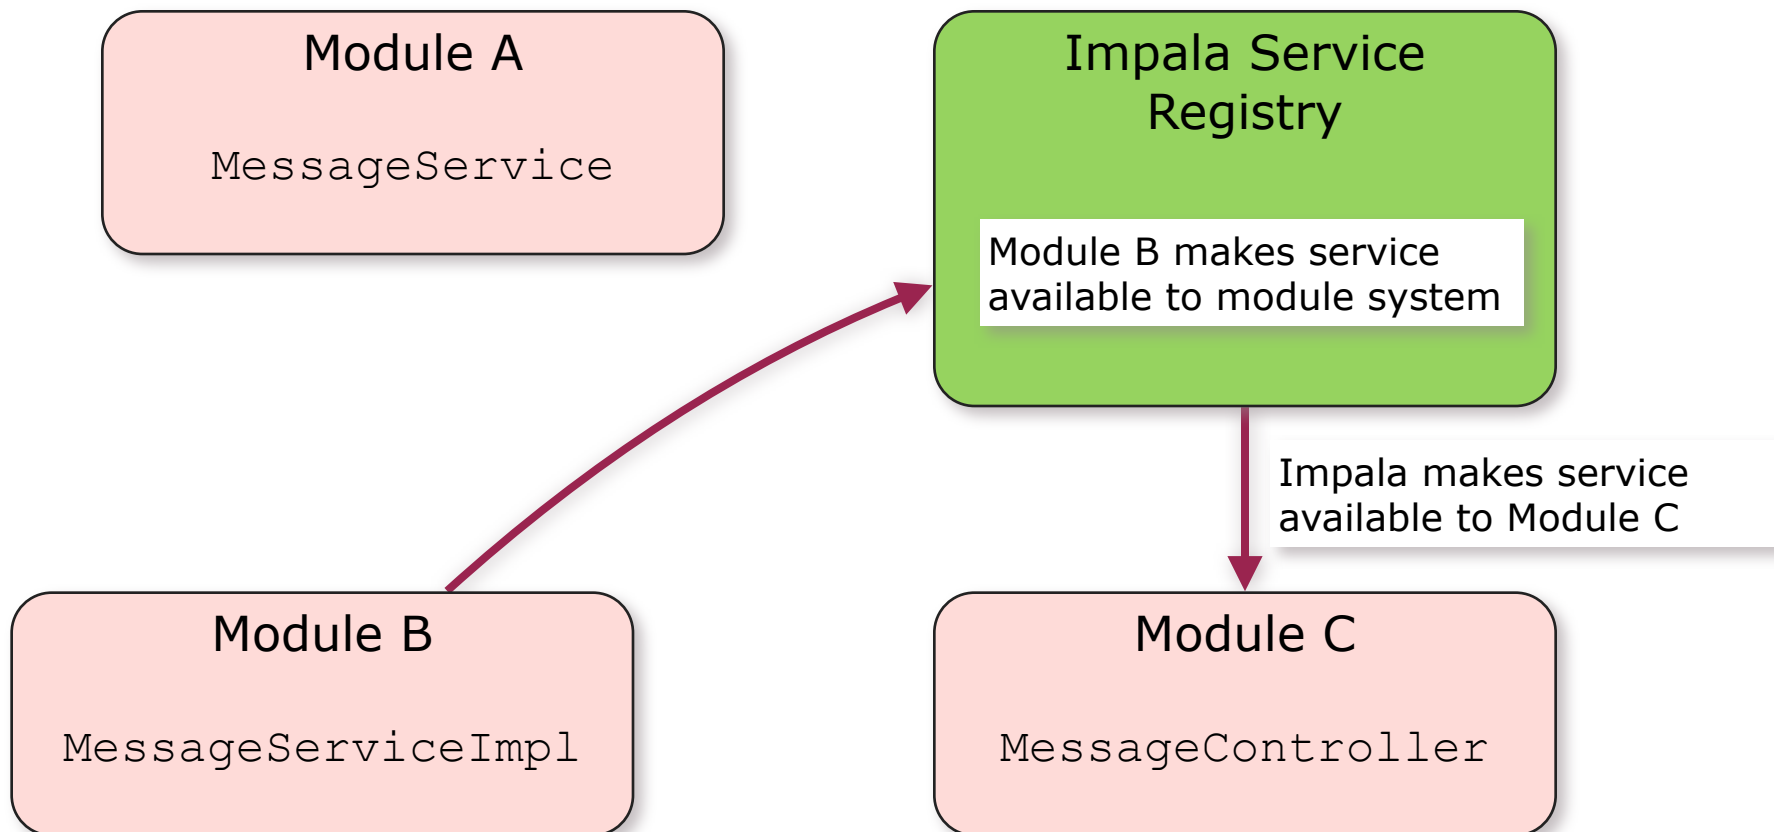 Module A
MessageService
Impala Service
Registry
Module B makes service
available to module system
Impala makes service
available to Module C
Module B
MessageServiceImpl
Module C
MessageController